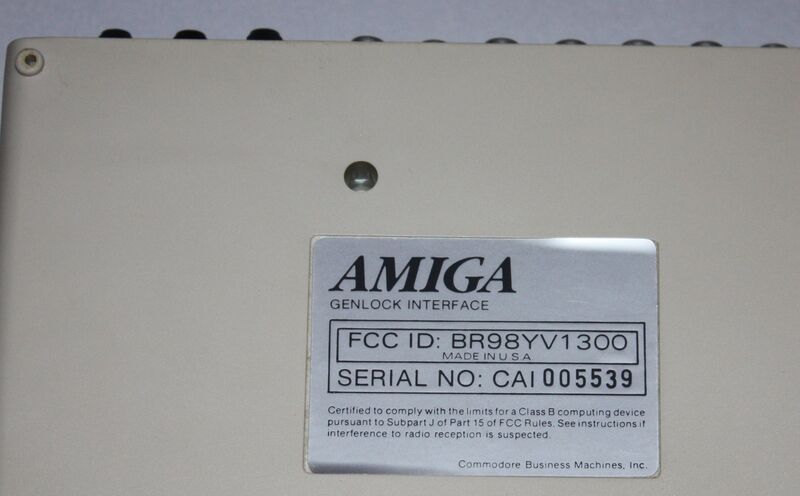 AMIGA
GENLOCK INTERFACE
FCC ID: BR98YV1300
MADE IN U.S.A.
SERIAL NO: CAI 005539
Certified to comply with the limits for a Class B computing device
pursuant to Subpart J of Part 15 of FCC Rules. See instructions if
interference to radio reception is suspected.
Commodore Business Machines, Inc.